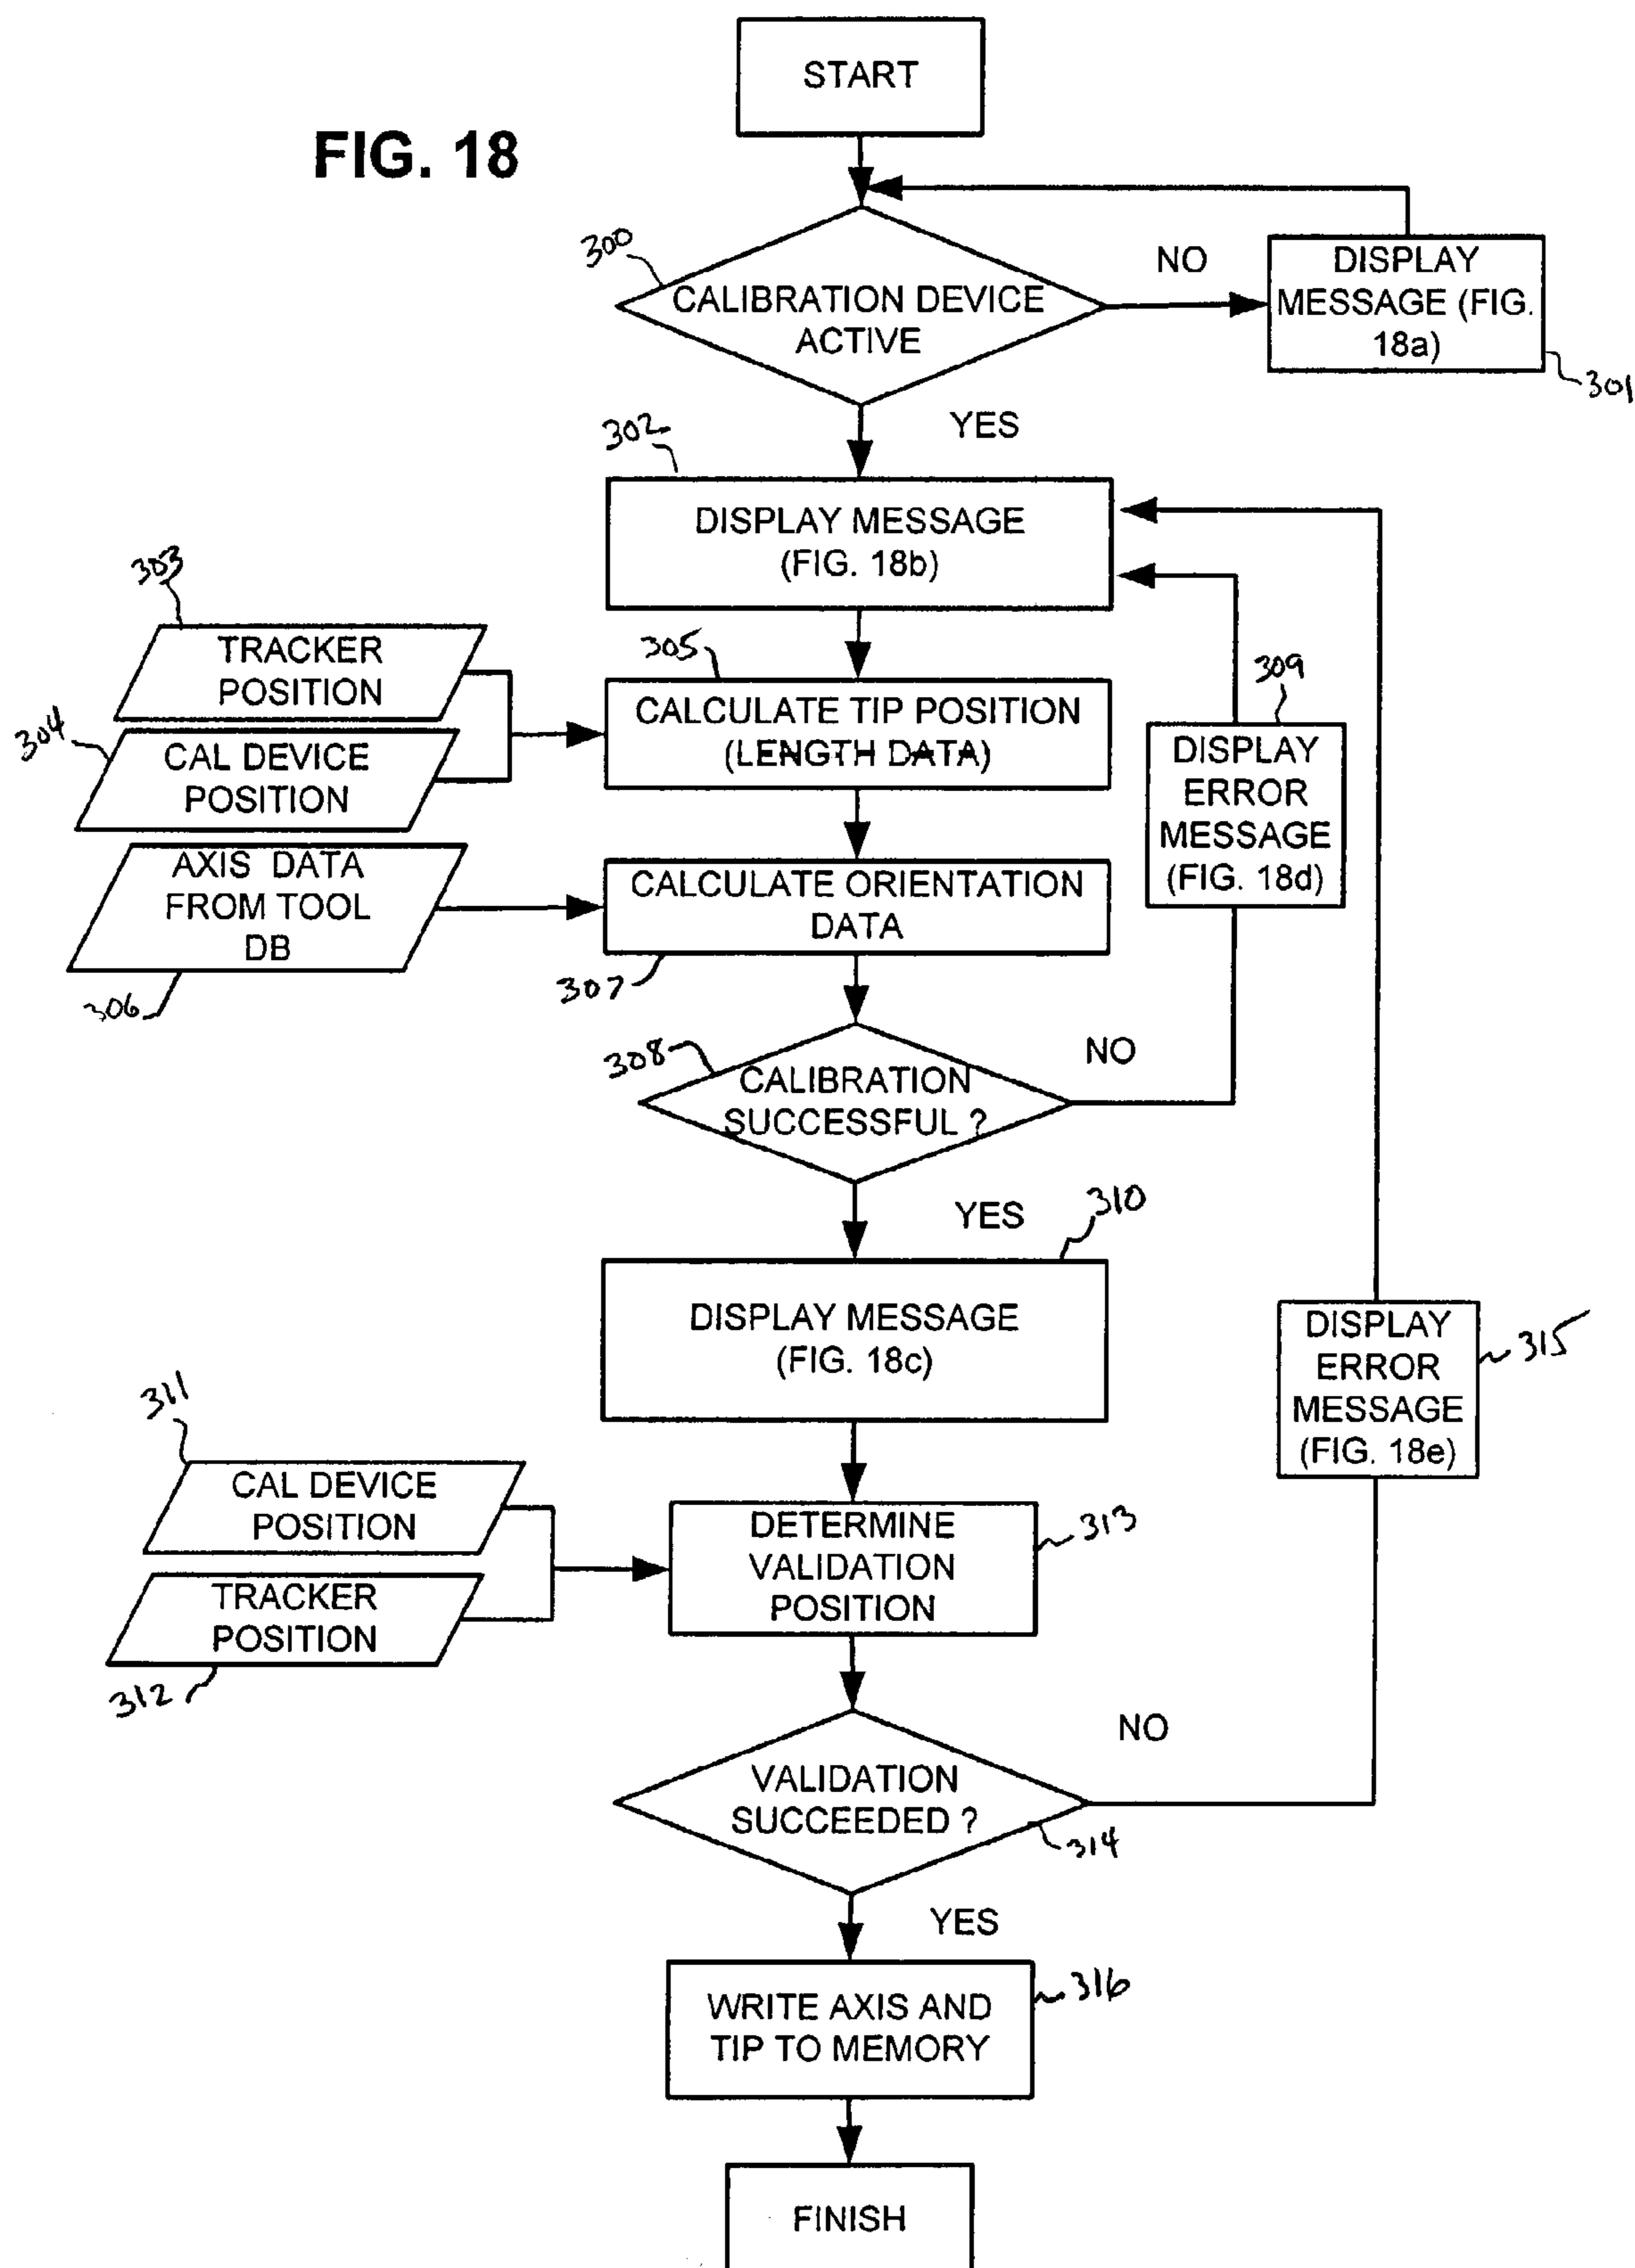 START
FIG. 18
300
CALIBRATION DEVICE
ACTIVE
NO
DISPLAY
MESSAGE (FIG.
18a)
301
YES
302
DISPLAY MESSAGE
(FIG. 18b)
303
TRACKER
POSITION
304
CAL DEVICE
POSITION
305
CALCULATE TIP POSITION
(LENGTH DATA)
309
DISPLAY
ERROR
MESSAGE
(FIG. 18d)
AXIS DATA
FROM TOOL
DB
306
CALCULATE ORIENTATION
DATA
307
308
CALIBRATION
SUCCESSFUL ?
NO
YES
310
DISPLAY MESSAGE
(FIG. 18c)
DISPLAY
ERROR
MESSAGE
(FIG. 18e)
315
311
CAL DEVICE
POSITION
TRACKER
POSITION
312
DETERMINE
VALIDATION
POSITION
313
VALIDATION
SUCCEEDED ?
314
NO
YES
WRITE AXIS AND
TIP TO MEMORY
316
FINISH